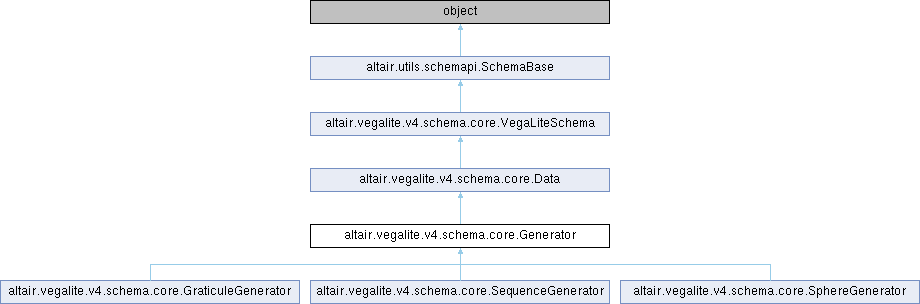 object
altair.utils.schemapi.SchemaBase
altair.vegalite.v4.schema.core.VegaLiteSchema
altair.vegalite.v4.schema.core.Data
altair.vegalite.v4.schema.core.Generator
altair.vegalite.v4.schema.core.GraticuleGenerator
altair.vegalite.v4.schema.core.SequenceGenerator
altair.vegalite.v4.schema.core.SphereGenerator